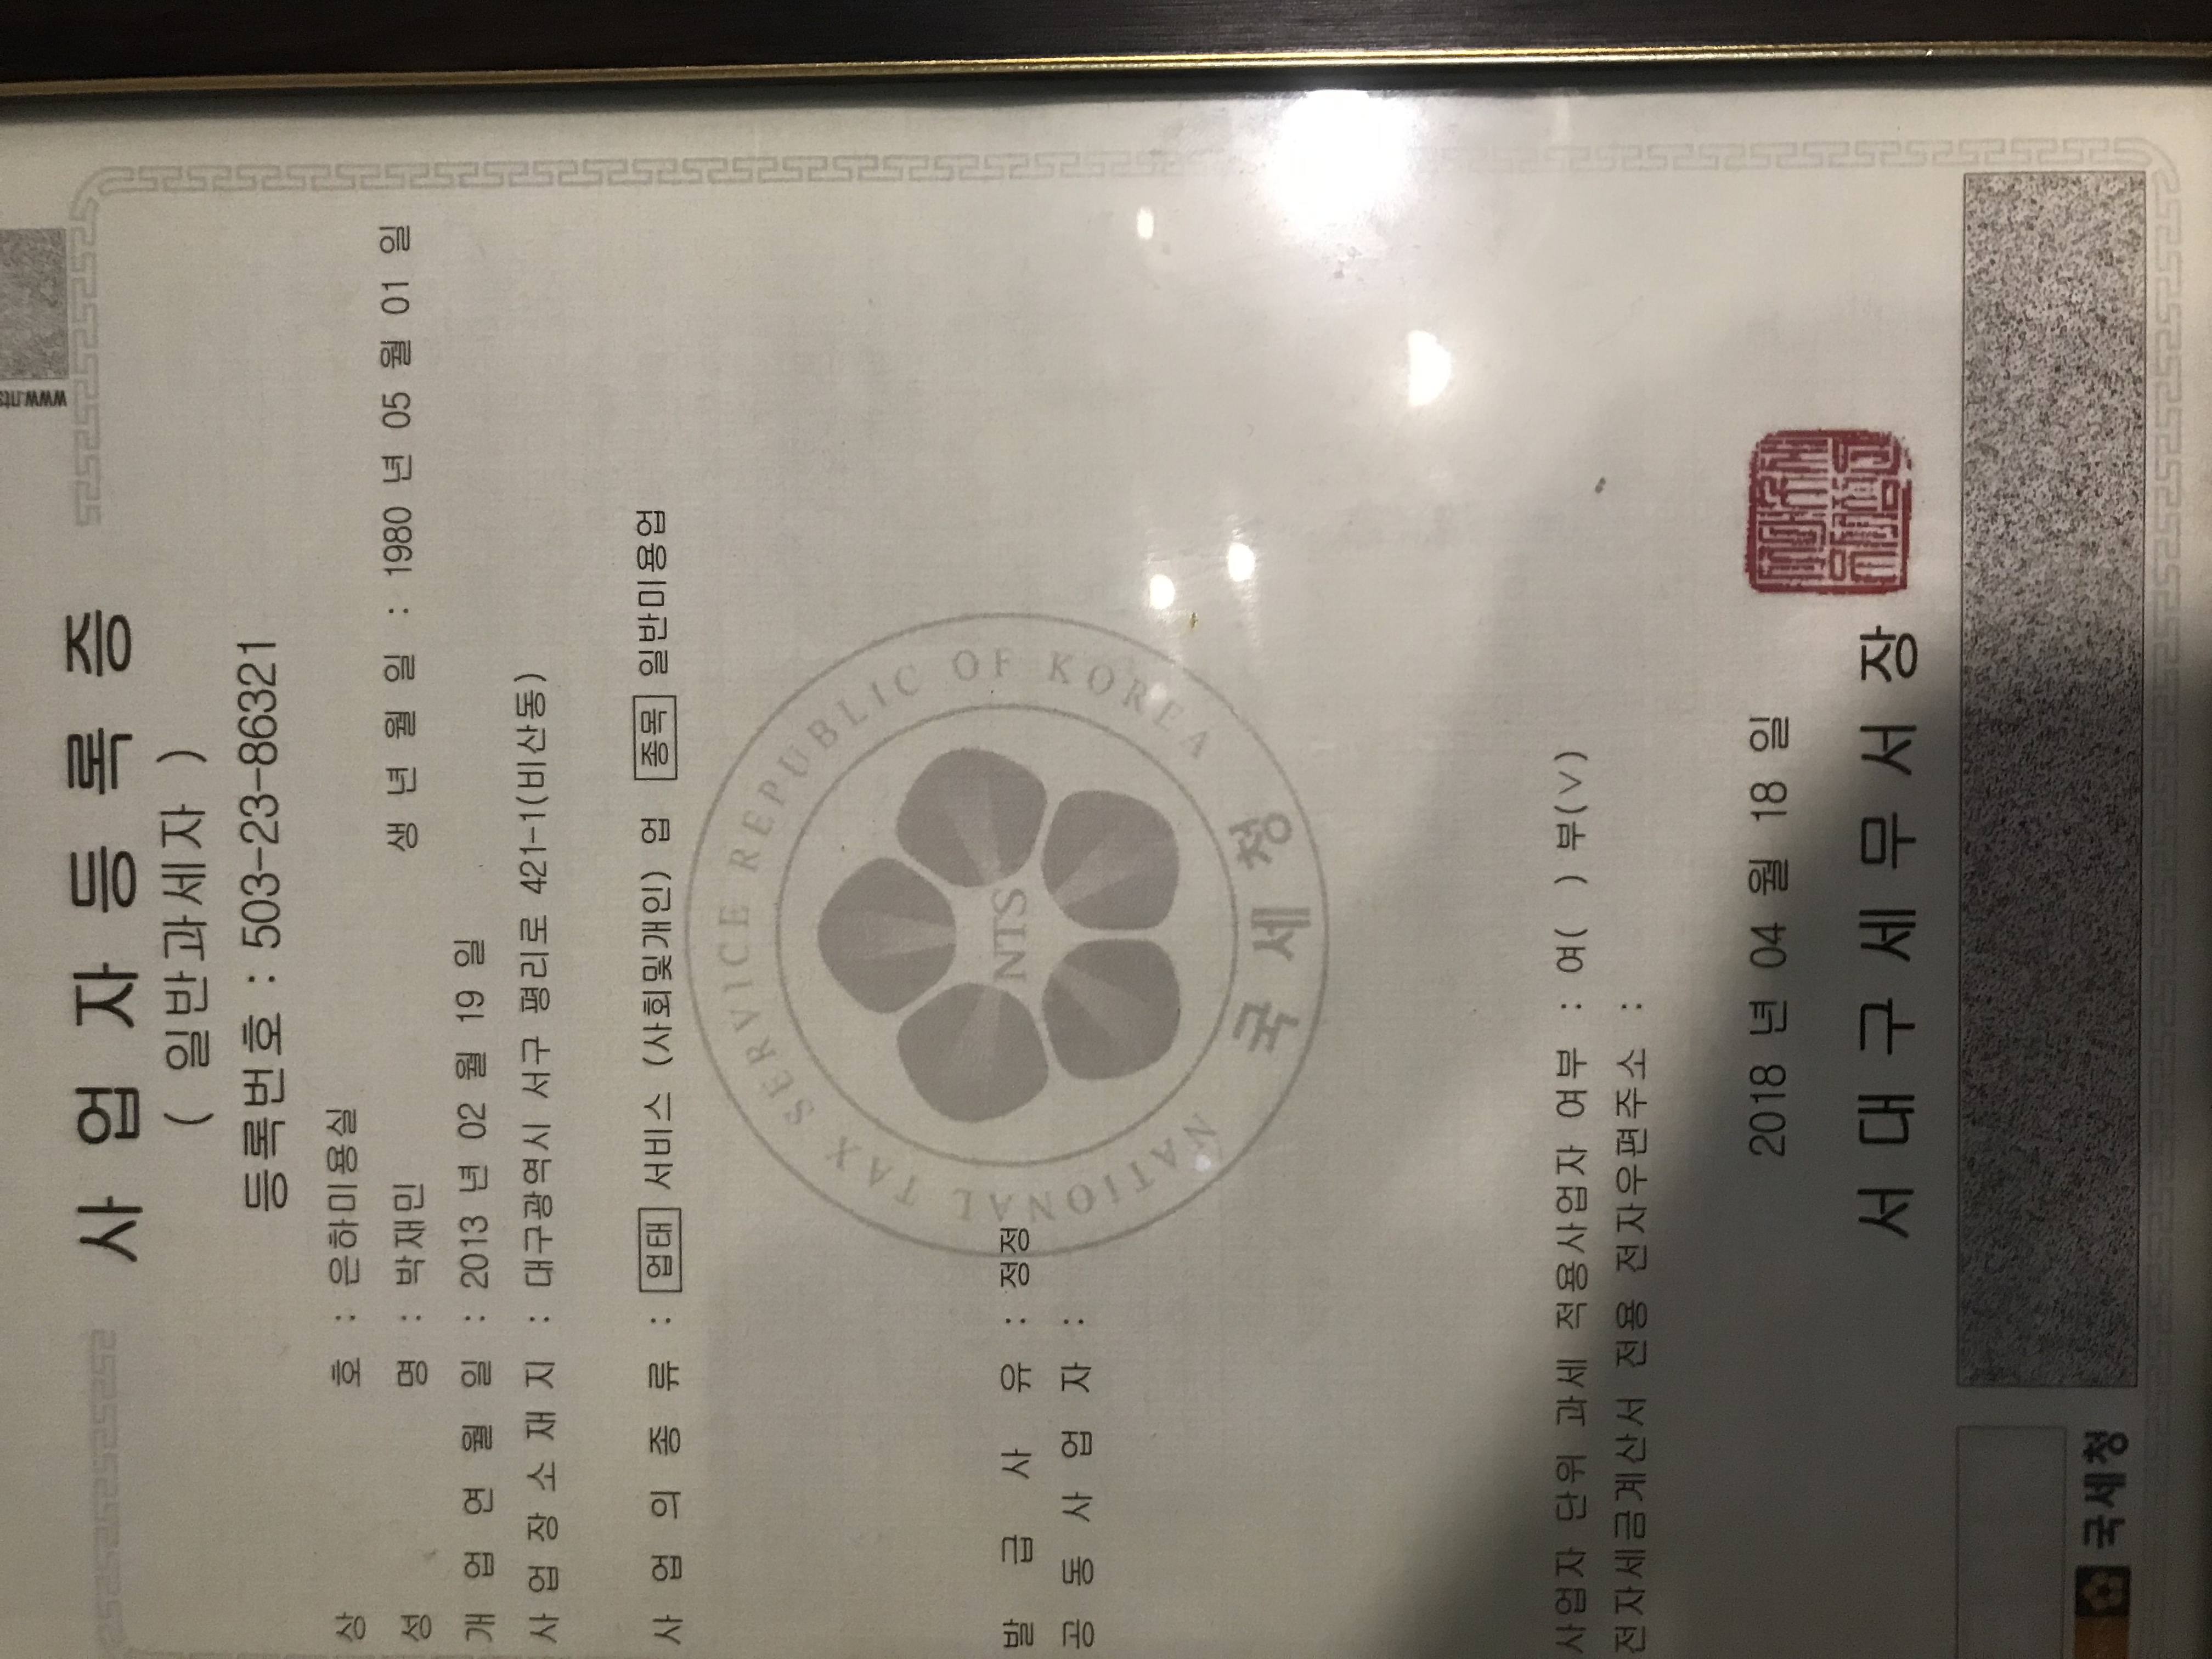 www.nts
사 업 자 등 록 증
( 일반과세자 )
등록번호 : 503-23-86321
상 호 : 은하미용실
성 명 : 박재민 생 년 월 일 : 1980 년 05 월 01 일
개 업 연 월 일 : 2013 년 02 월 19 일
사 업 장 소 재 지 : 대구광역시 서구 평리로 421-1(비산동)
사 업 의 종 류 : 업태 서비스 (사회및개인) 업 종목 일반미용업
NATIONAL TAX SERVICE REPUBLIC OF KOREA
NTS
국세청
발 급 사 유 : 정정
공 동 사 업 자 :
사업자 단위 과세 적용사업자 여부 : 여( ) 부(∨)
전자세금계산서 전용 전자우편주소 :
2018 년 04 월 18 일
서 대 구 세 무 서 장
국세청